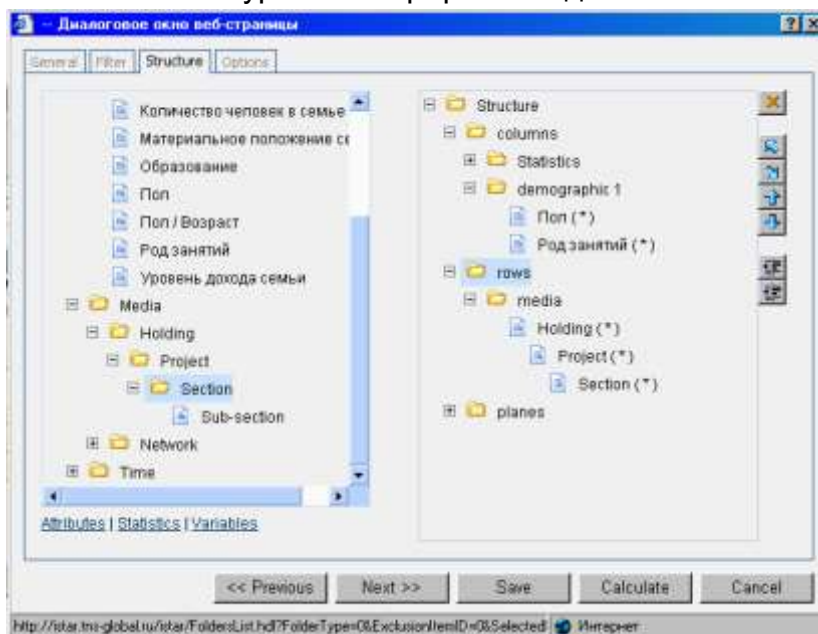 -- Диалоговое окно веб-страницы
General Filter Structure Options
Количество человек в семье
Материальное положение се
Образование
Пол
Пол / Возраст
Род занятий
Уровень дохода семьи
Media
Holding
Project
Section
Sub-section
Network
Time
Attributes | Statistics | Variables
Structure
columns
Statistics
demographic 1
Пол (*)
Род занятий (*)
rows
media
Holding (*)
Project (*)
Section (*)
planes
<< Previous Next >> Save Calculate Cancel
http://istar.tns-global.ru/istar/FoldersList.hdl?FolderType=0&ExclusionItemID=0&Selected Интернет